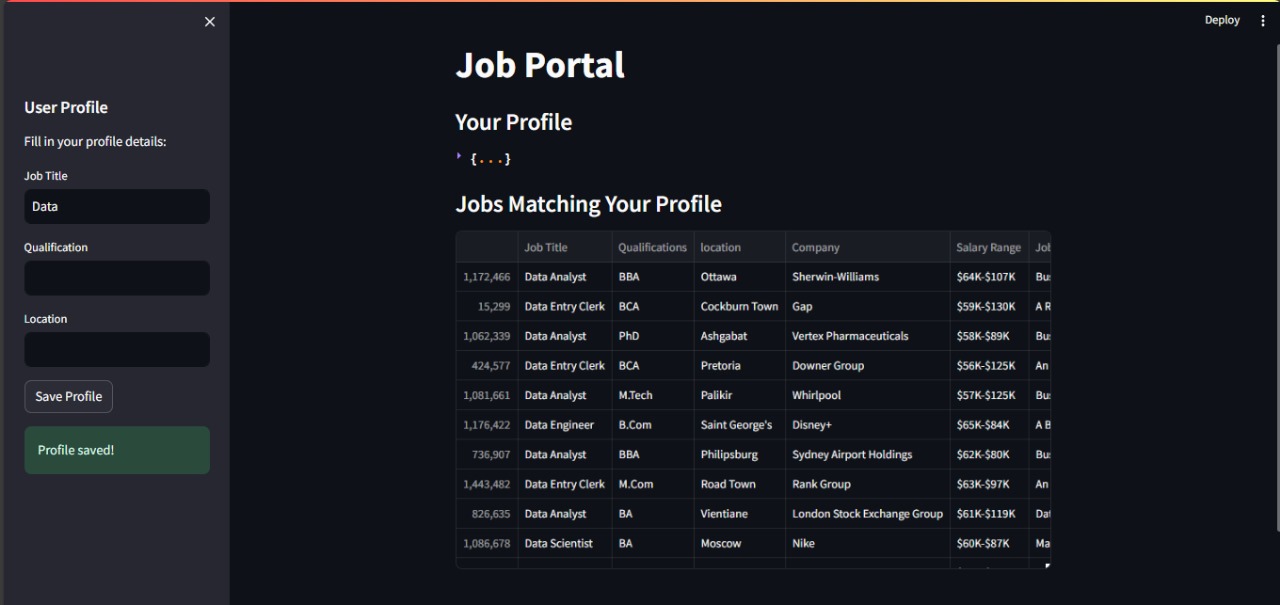 Deploy
User Profile
Fill in your profile details:
Job Title
Data
Qualification
Location
Save Profile
Profile saved!
Job Portal
Your Profile
{...}
Jobs Matching Your Profile
Job Title Qualifications location Company Salary Range Jol
1,172,466 Data Analyst BBA Ottawa Sherwin-Williams $64K-$107K Bu
15,299 Data Entry Clerk BCA Cockburn Town Gap $59K-$130K A R
1,062,339 Data Analyst PhD Ashgabat Vertex Pharmaceuticals $58K-$89K Bu
424,577 Data Entry Clerk BCA Pretoria Downer Group $56K-$125K An
1,081,661 Data Analyst M.Tech Palikir Whirlpool $57K-$125K Bu
1,176,422 Data Engineer B.Com Saint George's Disney+ $65K-$84K A B
736,907 Data Analyst BBA Philipsburg Sydney Airport Holdings $62K-$80K Bu
1,443,482 Data Entry Clerk M.Com Road Town Rank Group $63K-$97K An
826,635 Data Analyst BA Vientiane London Stock Exchange Group $61K-$119K Dat
1,086,678 Data Scientist BA Moscow Nike $60K-$87K Ma